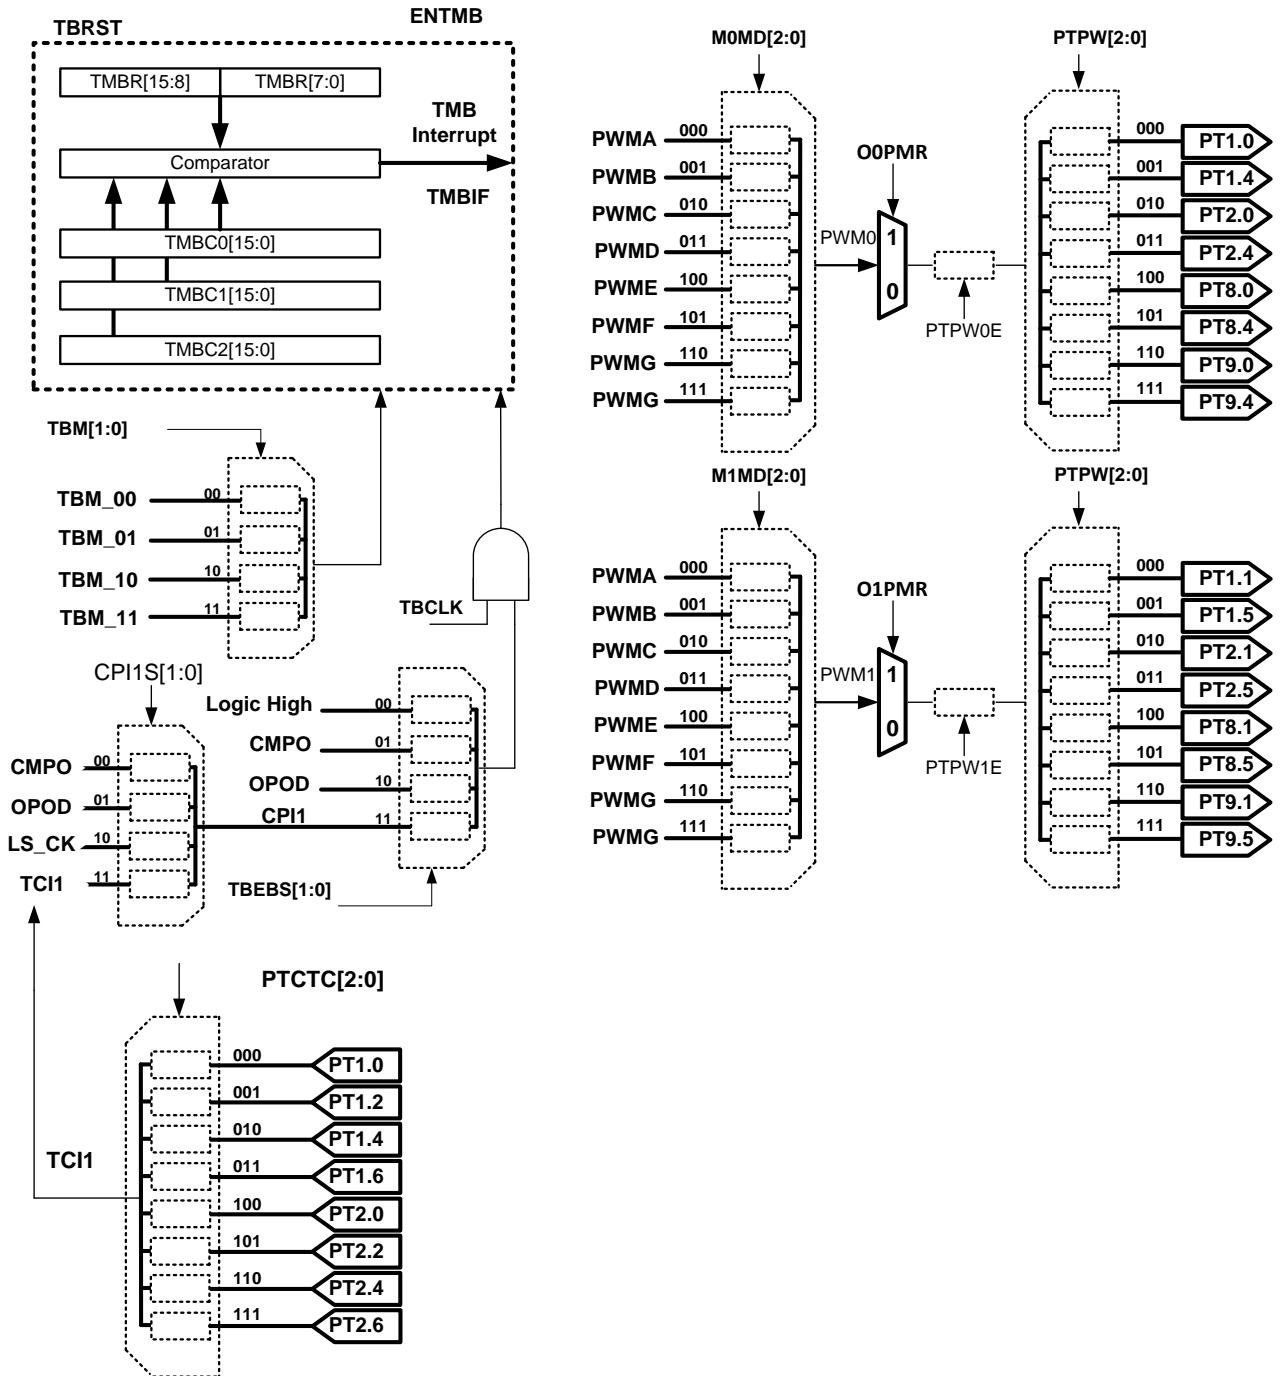 TBRST
ENTMB
TMBR[15:8]
TMBR[7:0]
Comparator
TMB
Interrupt
TMBIF
TMBC0[15:0]
TMBC1[15:0]
TMBC2[15:0]
TBM[1:0]
TBM_00
00
TBM_01
01
TBM_10
10
TBM_11
11
TBCLK
CPI1S[1:0]
Logic High
00
CMPO
01
OPOD
10
CPI1
11
CMPO
00
OPOD
01
LS_CK
10
TCI1
11
TBEBS[1:0]
PTCTC[2:0]
TCI1
000
PT1.0
001
PT1.2
010
PT1.4
011
PT1.6
100
PT2.0
101
PT2.2
110
PT2.4
111
PT2.6
M0MD[2:0]
PWMA
000
PWMB
001
PWMC
010
PWMD
011
PWME
100
PWMF
101
PWMG
110
PWMG
111
O0PMR
PWM0
1
0
PTPW0E
PTPW[2:0]
000
PT1.0
001
PT1.4
010
PT2.0
011
PT2.4
100
PT8.0
101
PT8.4
110
PT9.0
111
PT9.4
M1MD[2:0]
PWMA
000
PWMB
001
PWMC
010
PWMD
011
PWME
100
PWMF
101
PWMG
110
PWMG
111
O1PMR
PWM1
1
0
PTPW1E
PTPW[2:0]
000
PT1.1
001
PT1.5
010
PT2.1
011
PT2.5
100
PT8.1
101
PT8.5
110
PT9.1
111
PT9.5